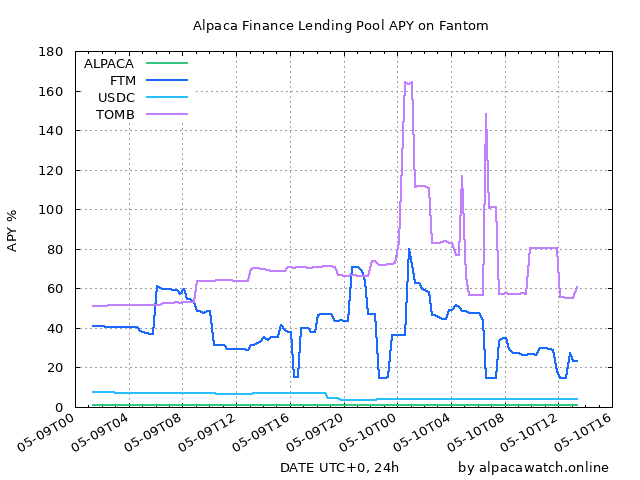 Alpaca Finance Lending Pool APY on Fantom
180
160
140
120
100
80
60
40
20
0
APY %
ALPACA
FTM
USDC
TOMB
05-09T00
05-09T04
05-09T08
05-09T12
05-09T16
05-09T20
05-10T00
05-10T04
05-10T08
05-10T12
05-10T16
DATE UTC+0, 24h
by alpacawatch.online